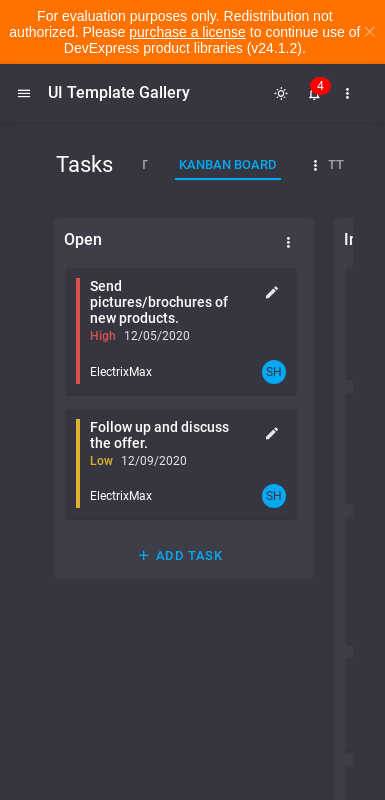 For evaluation purposes only. Redistribution not
authorized. Please purchase a license to continue use of
DevExpress product libraries (v24.1.2).
UI Template Gallery
4
Tasks
KANBAN BOARD
TT
Open
Send
pictures/brochures of
new products.
High 12/05/2020
ElectrixMax
SH
Follow up and discuss
the offer.
Low 12/09/2020
ElectrixMax
SH
ADD TASK